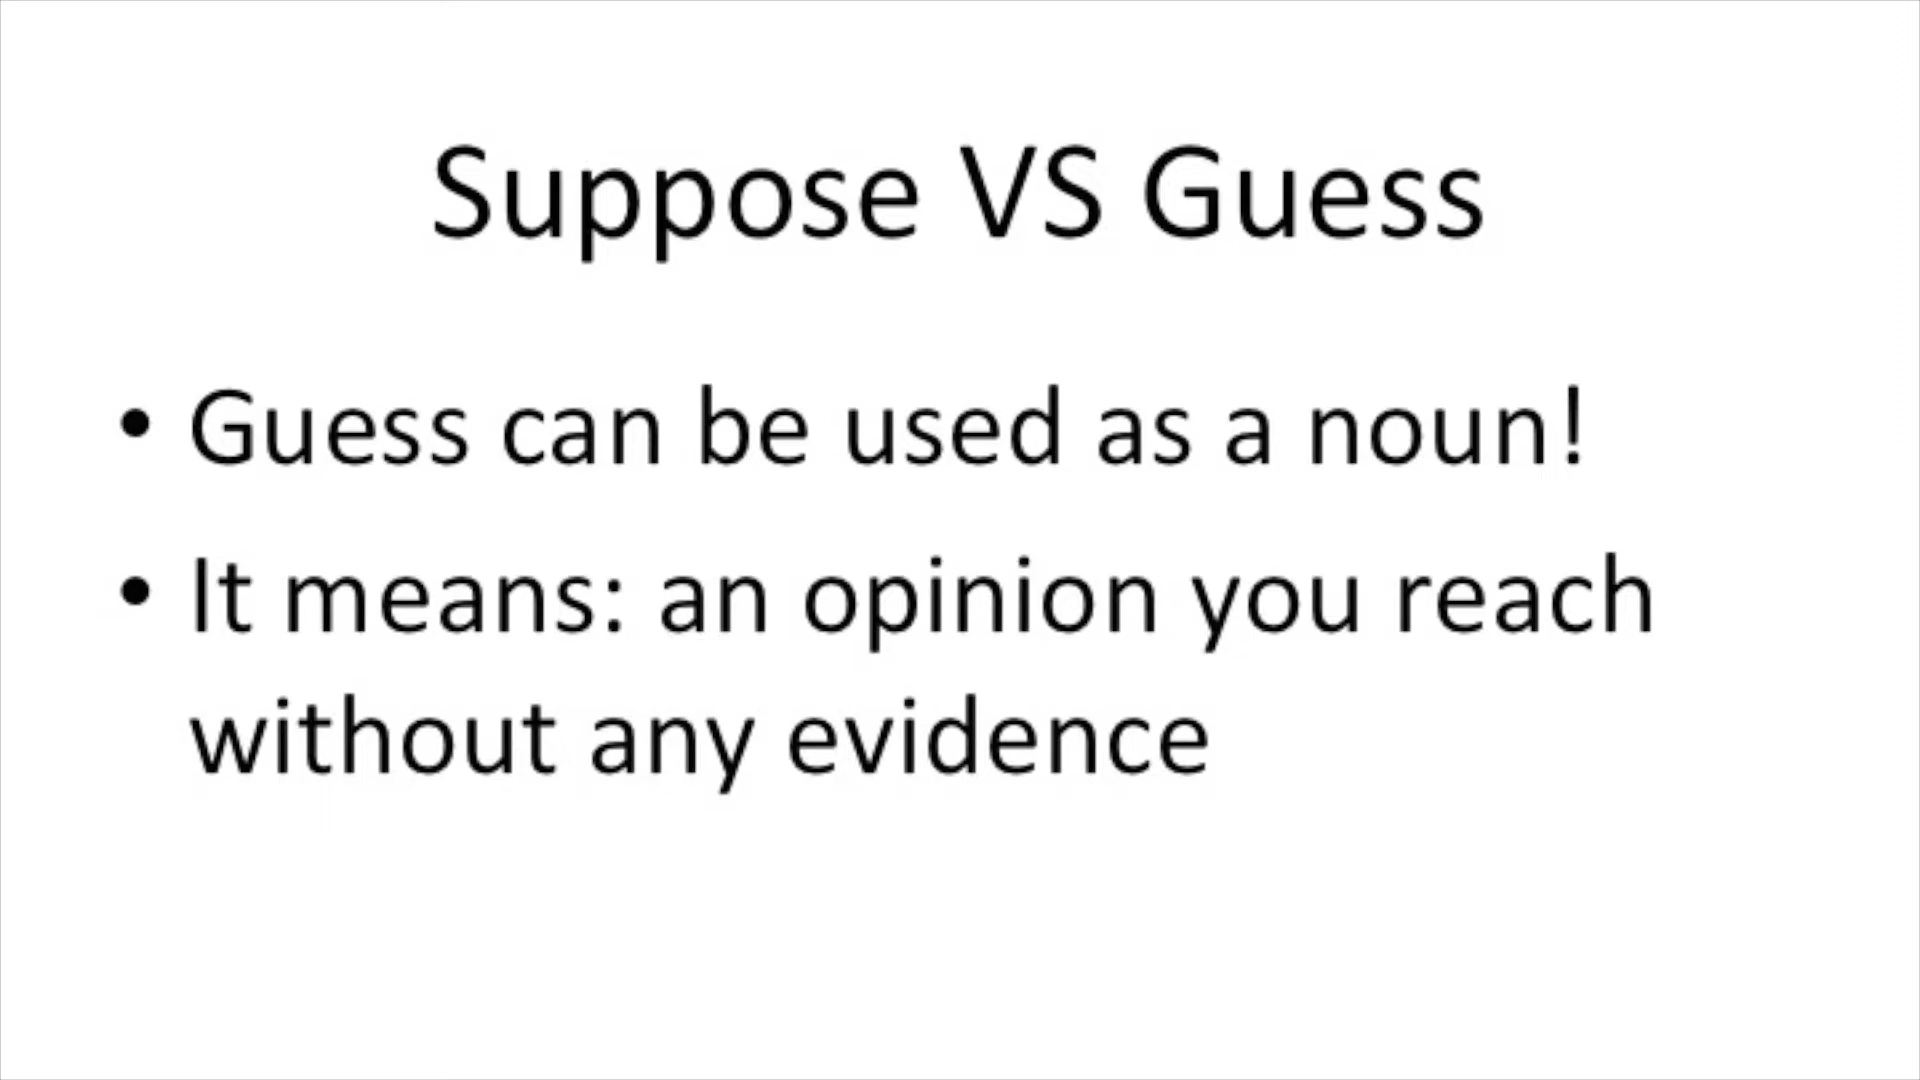 Suppose VS Guess
• Guess can be used as a noun!
• It means: an opinion you reach
without any evidence